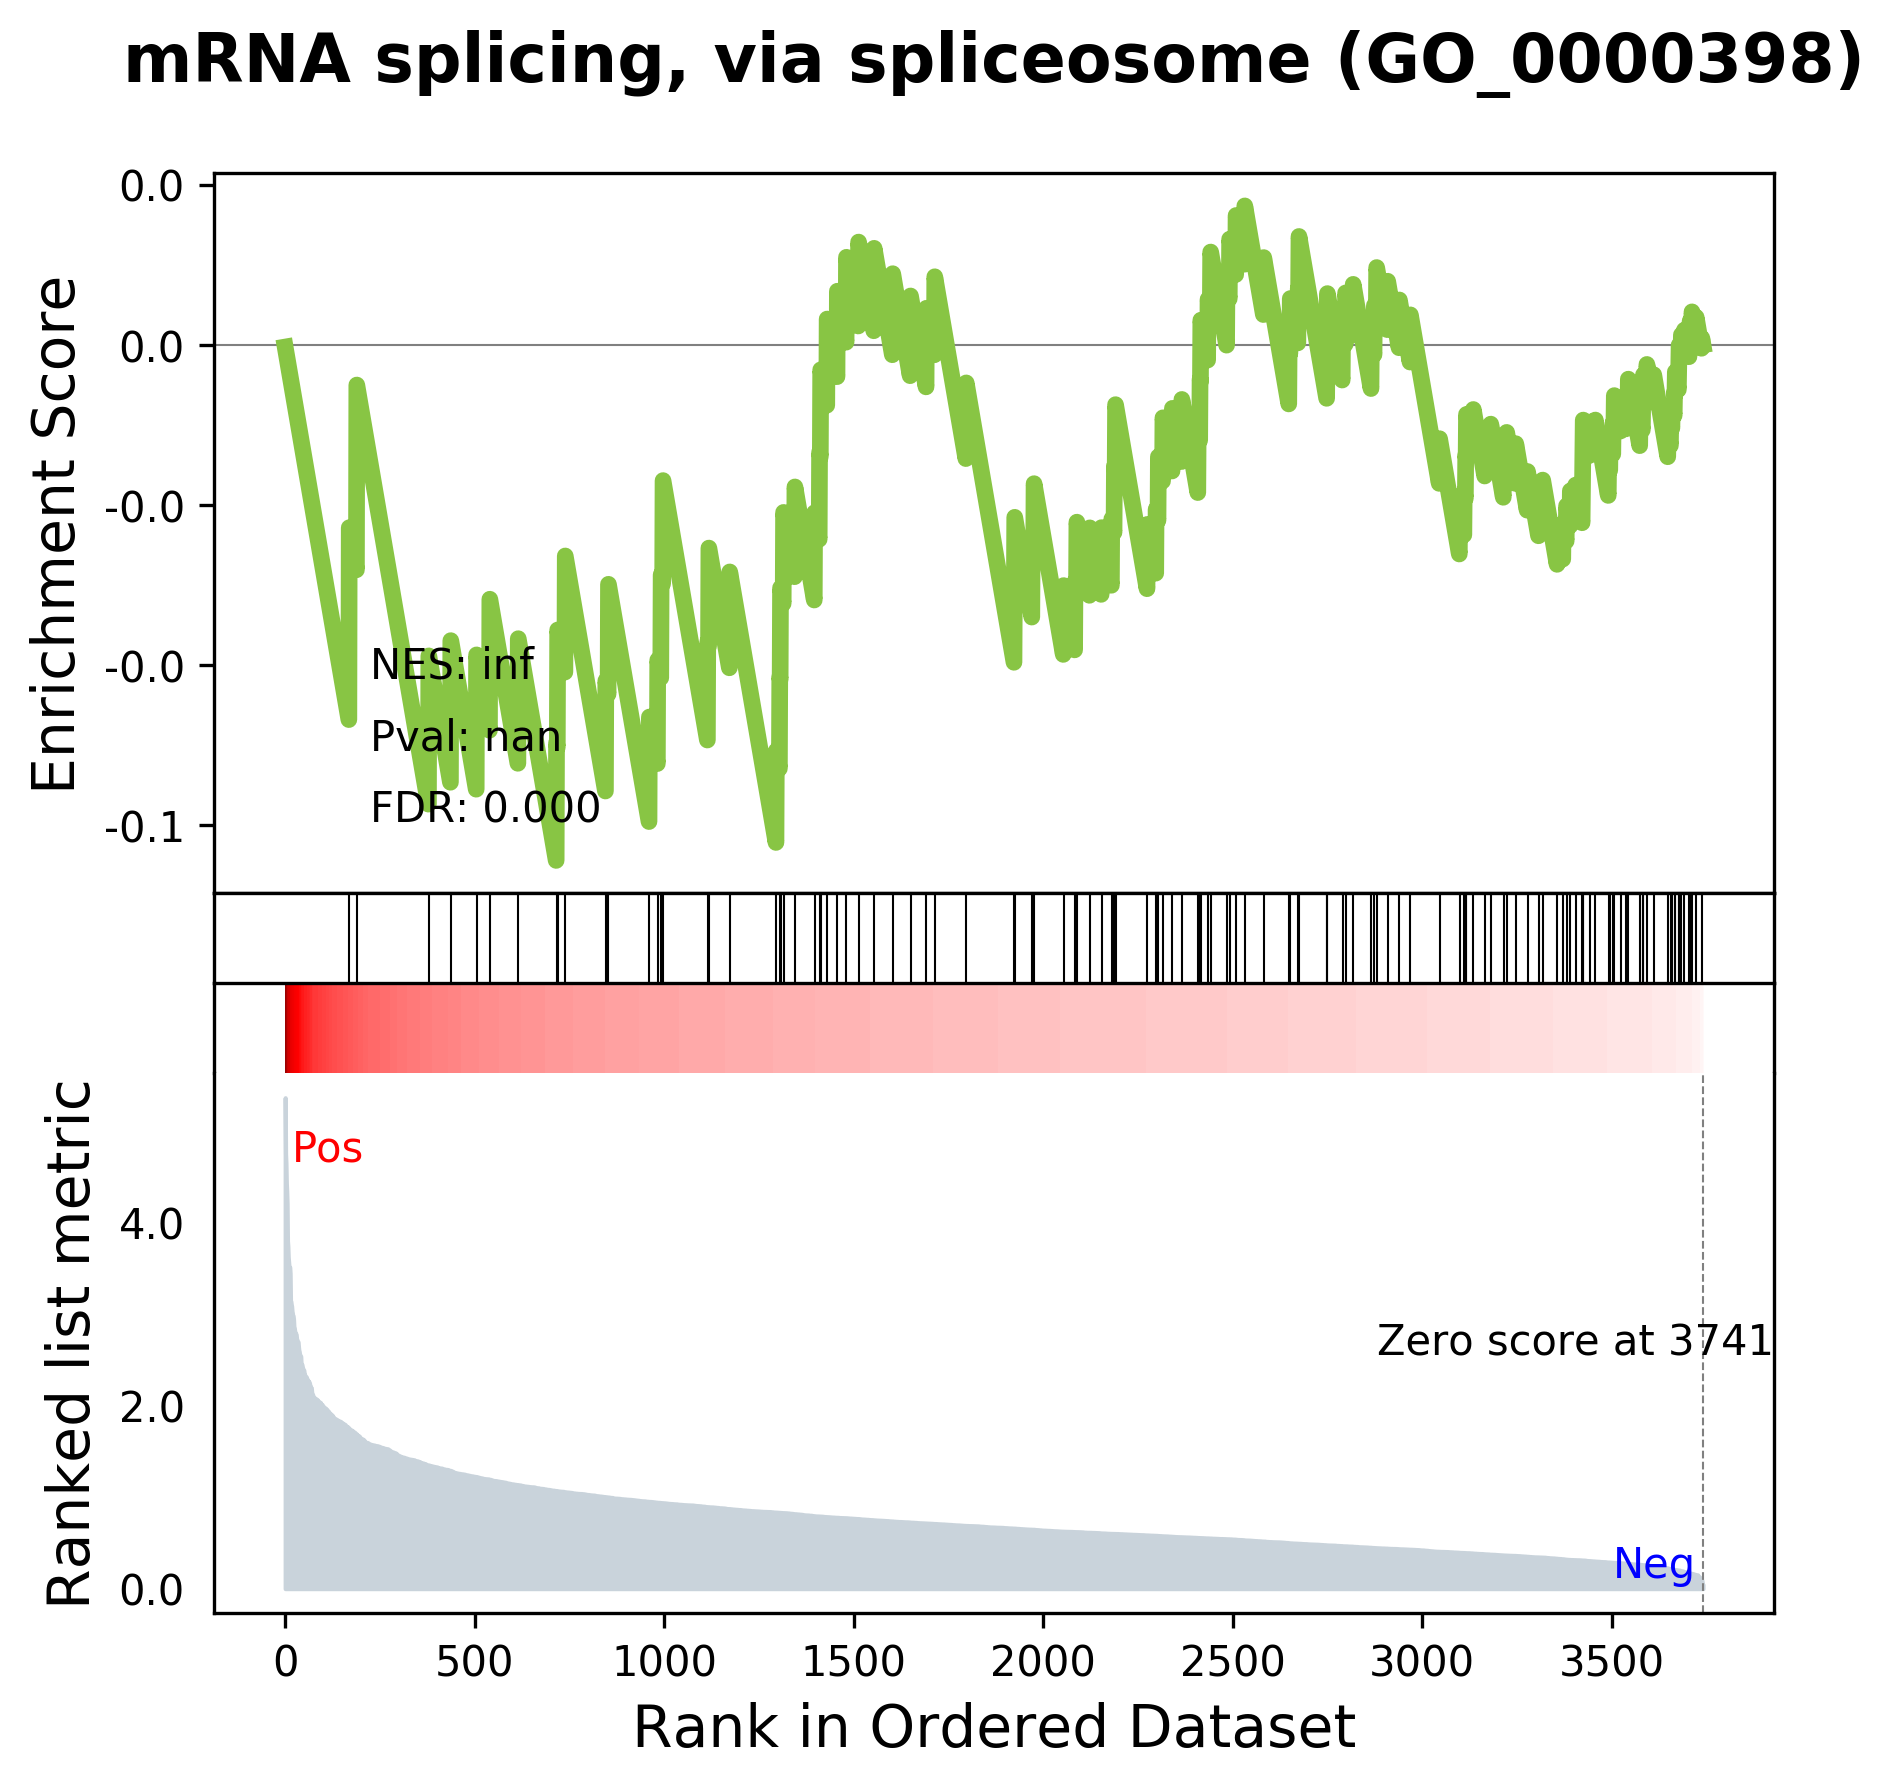 mRNA splicing, via spliceosome (GO_0000398)
Enrichment Score
0.0
0.0
-0.0
-0.0
-0.1
NES: inf
Pval: nan
FDR: 0.000
Ranked list metric
Pos
4.0
2.0
0.0
Zero score at 3741
Neg
0 500 1000 1500 2000 2500 3000 3500
Rank in Ordered Dataset